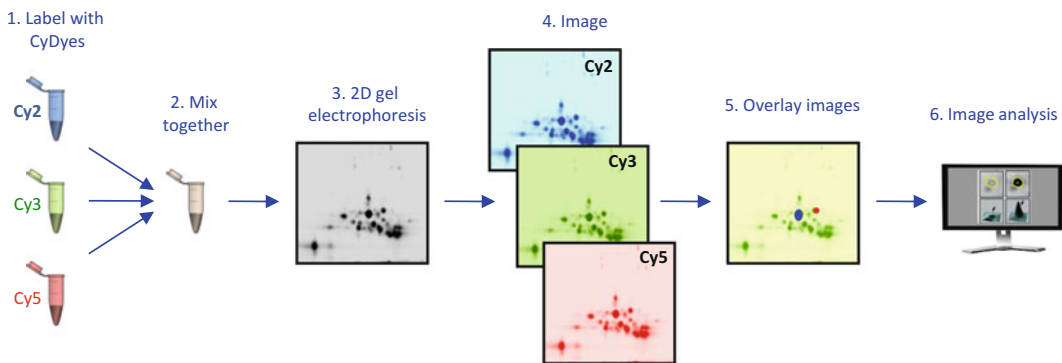 1. Label with
CyDyes
Cy2
Cy3
Cy5
2. Mix
together
3. 2D gel
electrophoresis
4. Image
Cy2
Cy3
Cy5
5. Overlay images
6. Image analysis